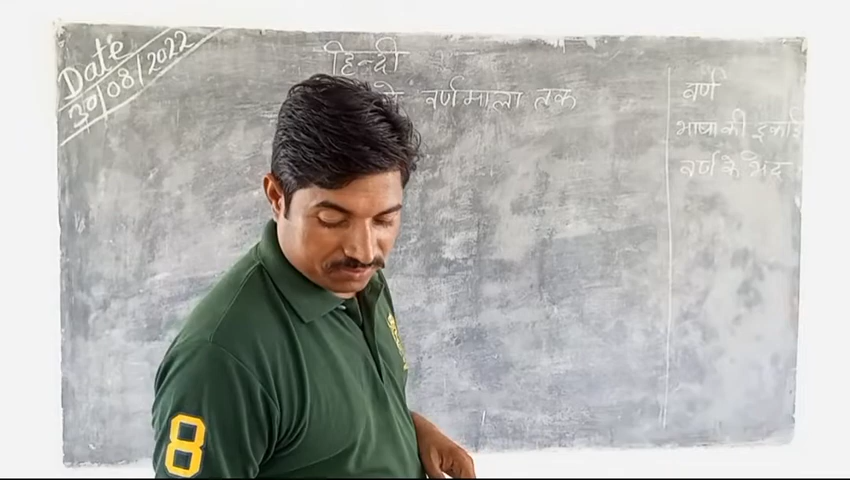 Date
30/08/2022
हिन्दी
वर्णमाला तक
वर्ण
भाषा की इकाई
वर्ण के भेद
8